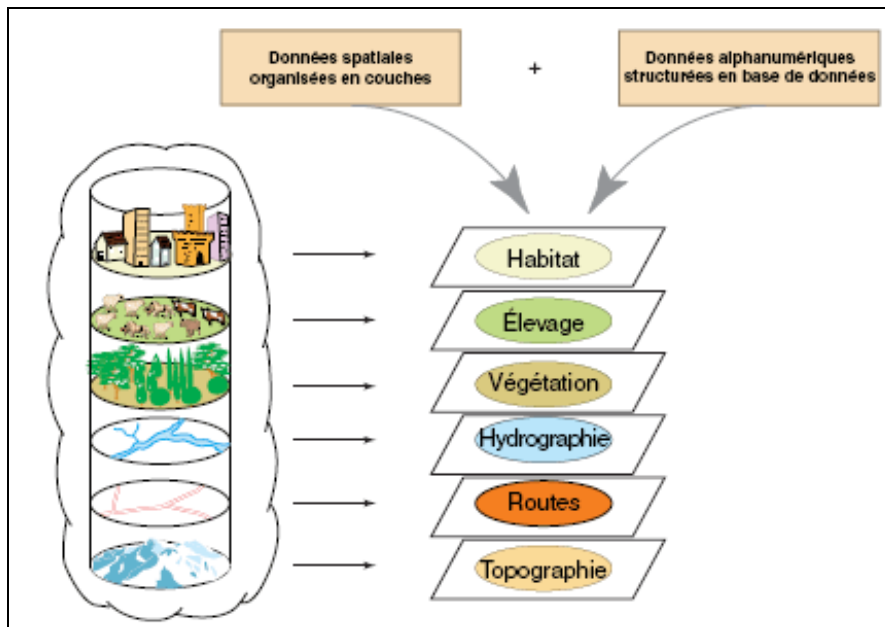 Données spatiales
organisées en couches
+
Données alphanumériques
structurées en base de données
Habitat
Élevage
Végétation
Hydrographie
Routes
Topographie